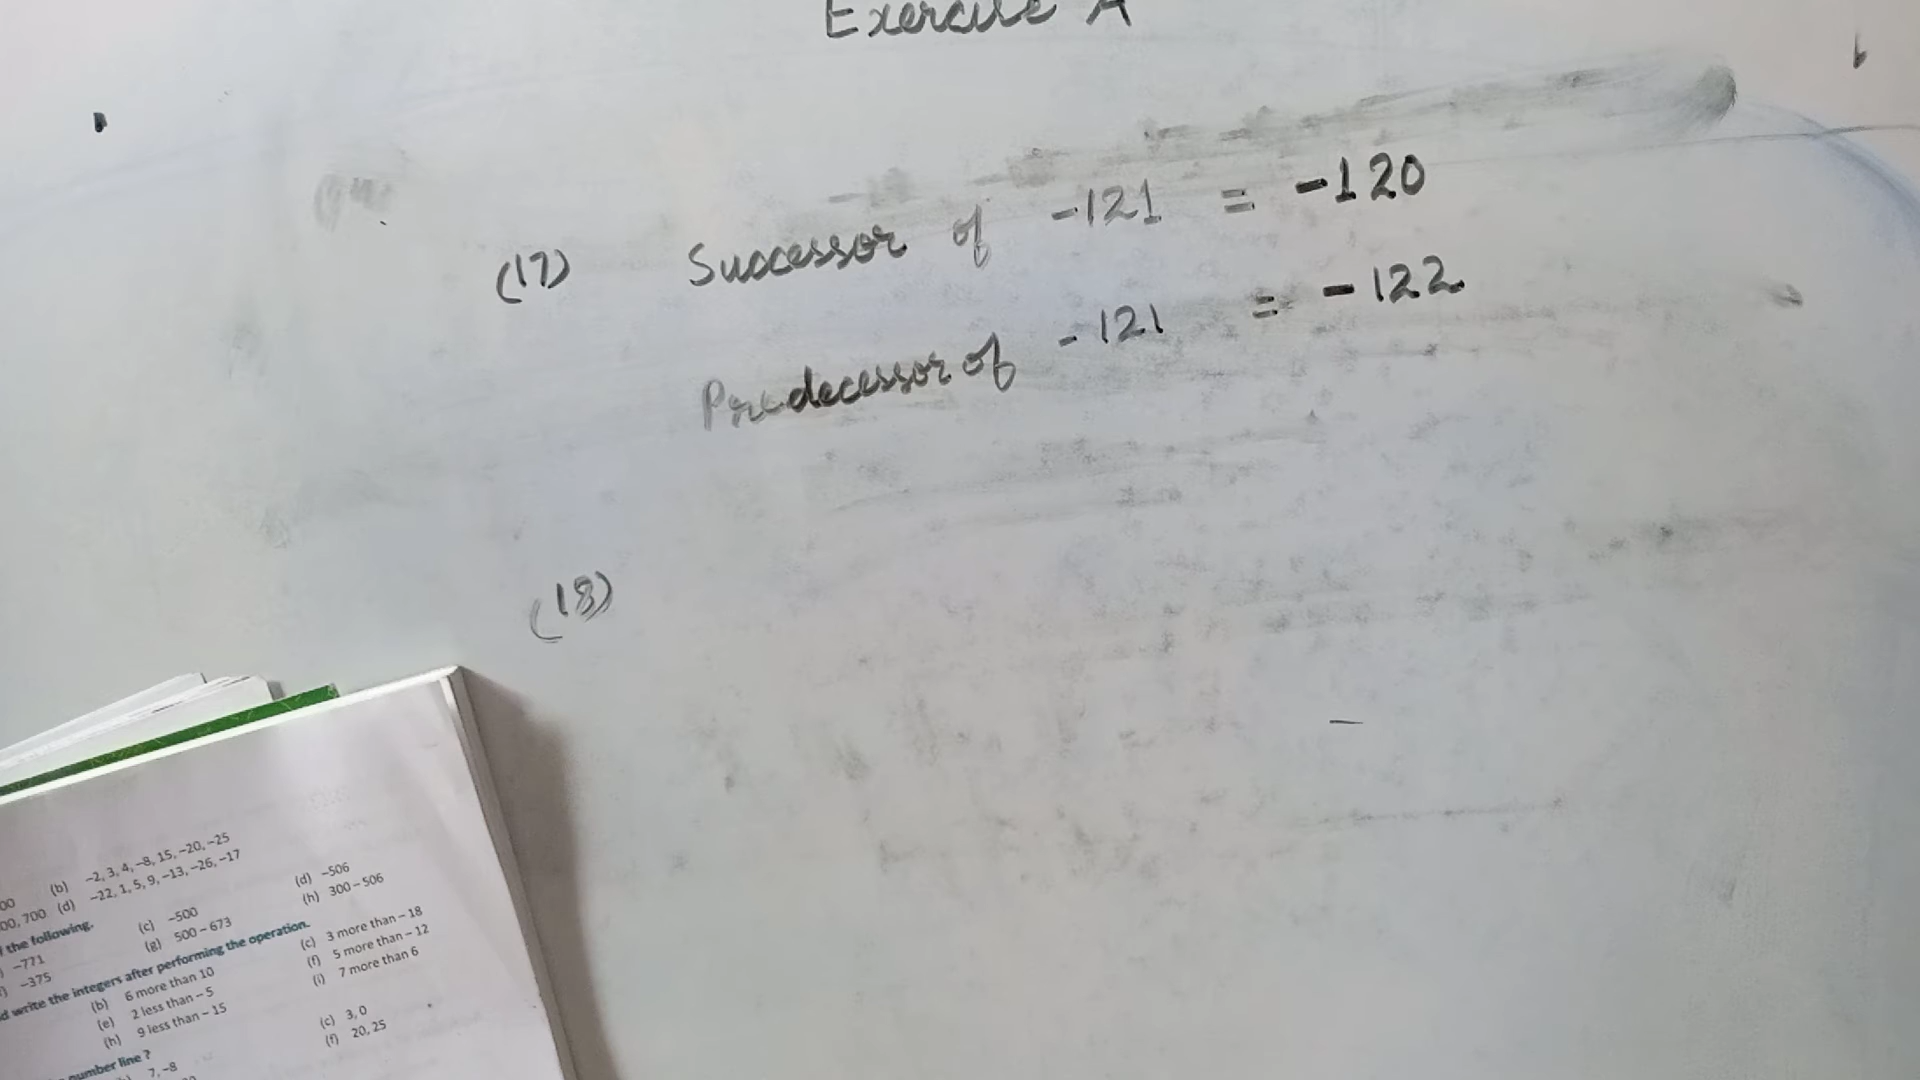 Exercise A
(17) Successor of -121 = -120
Predecessor of -121 = -122
(18)
00 (b) -2, 3, 4, -8, 15, -20, -25
00, 700 (d) -22, 1, 5, 9, -13, -26, -17
the following.
-771 (c) -500 (d) -506
-375 (g) 500 - 673 (h) 300 - 506
d write the integers after performing the operation.
(b) 6 more than 10 (c) 3 more than - 18
(e) 2 less than - 5 (f) 5 more than - 12
(h) 9 less than - 15 (i) 7 more than 6
number line ?
7, -8 (c) 3, 0
(f) 20, 25